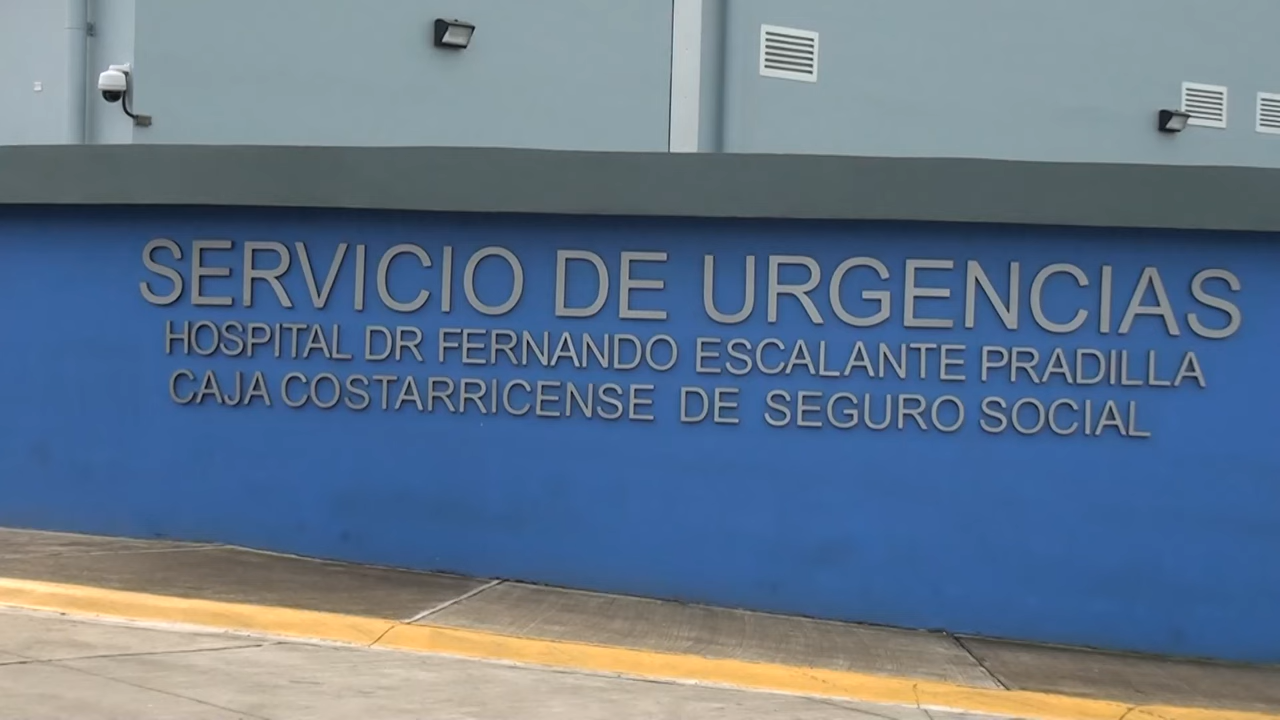 SERVICIO DE URGENCIAS
HOSPITAL DR FERNANDO ESCALANTE PRADILLA
CAJA COSTARRICENSE DE SEGURO SOCIAL